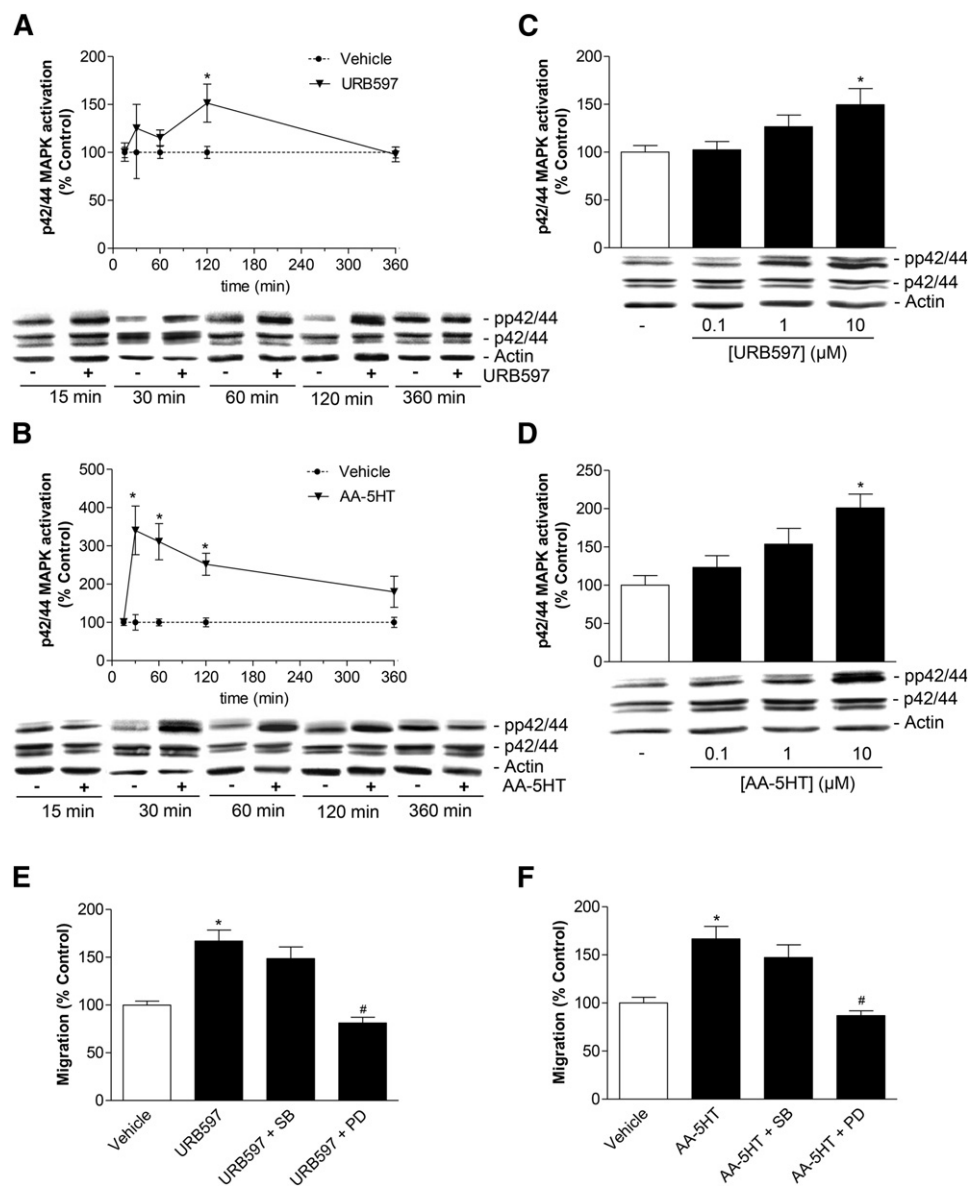 A
p42/44 MAPK activation
(% Control)
200
150
100
50
0
Vehicle
URB597
*
0 60 120 180 240 300 360
time (min)
- pp42/44
- p42/44
- Actin
- + - + - + - + - + URB597
15 min 30 min 60 min 120 min 360 min
B
p42/44 MAPK activation
(% Control)
500
400
300
200
100
0
Vehicle
AA-5HT
* * *
0 60 120 180 240 300 360
time (min)
- pp42/44
- p42/44
- Actin
- + - + - + - + - + AA-5HT
15 min 30 min 60 min 120 min 360 min
C
p42/44 MAPK activation
(% Control)
200
150
100
50
0
*
- pp42/44
- p42/44
- Actin
- 0.1 1 10
[URB597] (µM)
D
p42/44 MAPK activation
(% Control)
250
200
150
100
50
0
*
- pp42/44
- p42/44
- Actin
- 0.1 1 10
[AA-5HT] (µM)
E
Migration (% Control)
200
150
100
50
0
*
#
Vehicle
URB597
URB597 + SB
URB597 + PD
F
Migration (% Control)
200
150
100
50
0
*
#
Vehicle
AA-5HT
AA-5HT + SB
AA-5HT + PD